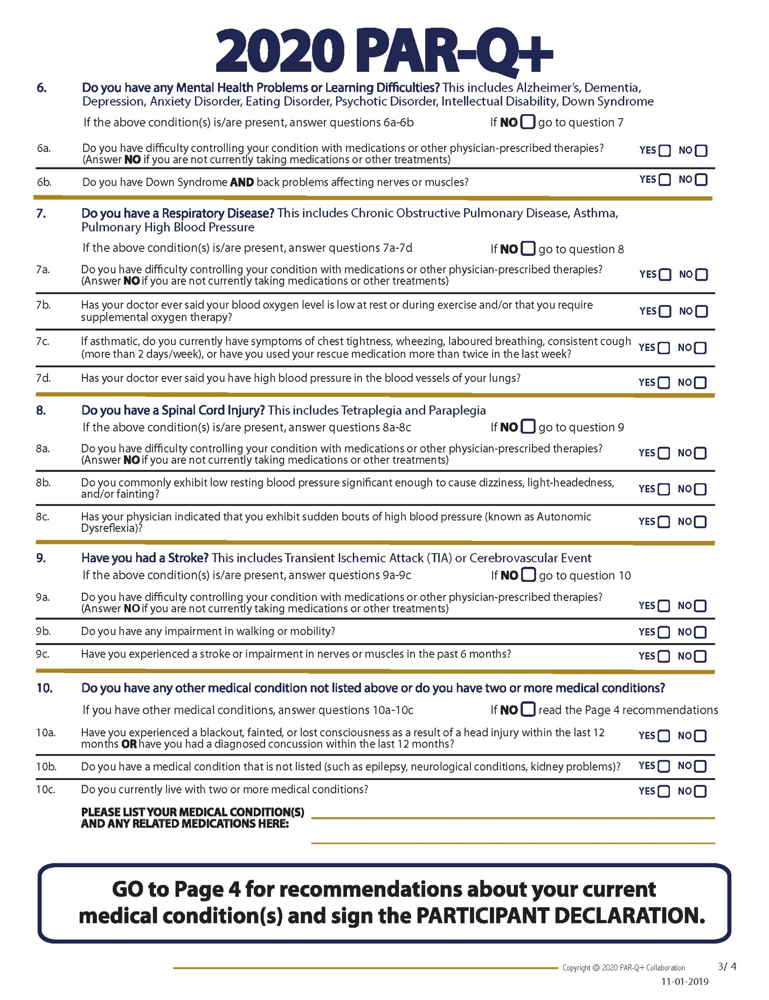 2020 PAR-Q+
6. Do you have any Mental Health Problems or Learning Difficulties? This includes Alzheimer's, Dementia,
Depression, Anxiety Disorder, Eating Disorder, Psychotic Disorder, Intellectual Disability, Down Syndrome
If the above condition(s) is/are present, answer questions 6a-6b If NO go to question 7
6a. Do you have difficulty controlling your condition with medications or other physician-prescribed therapies?
(Answer NO if you are not currently taking medications or other treatments) YES NO
6b. Do you have Down Syndrome AND back problems affecting nerves or muscles? YES NO
7. Do you have a Respiratory Disease? This includes Chronic Obstructive Pulmonary Disease, Asthma,
Pulmonary High Blood Pressure
If the above condition(s) is/are present, answer questions 7a-7d If NO go to question 8
7a. Do you have difficulty controlling your condition with medications or other physician-prescribed therapies?
(Answer NO if you are not currently taking medications or other treatments) YES NO
7b. Has your doctor ever said your blood oxygen level is low at rest or during exercise and/or that you require
supplemental oxygen therapy? YES NO
7c. If asthmatic, do you currently have symptoms of chest tightness, wheezing, laboured breathing, consistent cough
(more than 2 days/week), or have you used your rescue medication more than twice in the last week? YES NO
7d. Has your doctor ever said you have high blood pressure in the blood vessels of your lungs? YES NO
8. Do you have a Spinal Cord Injury? This includes Tetraplegia and Paraplegia
If the above condition(s) is/are present, answer questions 8a-8c If NO go to question 9
8a. Do you have difficulty controlling your condition with medications or other physician-prescribed therapies?
(Answer NO if you are not currently taking medications or other treatments) YES NO
8b. Do you commonly exhibit low resting blood pressure significant enough to cause dizziness, light-headedness,
and/or fainting? YES NO
8c. Has your physician indicated that you exhibit sudden bouts of high blood pressure (known as Autonomic
Dysreflexia)? YES NO
9. Have you had a Stroke? This includes Transient Ischemic Attack (TIA) or Cerebrovascular Event
If the above condition(s) is/are present, answer questions 9a-9c If NO go to question 10
9a. Do you have difficulty controlling your condition with medications or other physician-prescribed therapies?
(Answer NO if you are not currently taking medications or other treatments) YES NO
9b. Do you have any impairment in walking or mobility? YES NO
9c. Have you experienced a stroke or impairment in nerves or muscles in the past 6 months? YES NO
10. Do you have any other medical condition not listed above or do you have two or more medical conditions?
If you have other medical conditions, answer questions 10a-10c If NO read the Page 4 recommendations
10a. Have you experienced a blackout, fainted, or lost consciousness as a result of a head injury within the last 12
months OR have you had a diagnosed concussion within the last 12 months? YES NO
10b. Do you have a medical condition that is not listed (such as epilepsy, neurological conditions, kidney problems)? YES NO
10c. Do you currently live with two or more medical conditions? YES NO
PLEASE LIST YOUR MEDICAL CONDITION(S)
AND ANY RELATED MEDICATIONS HERE:
GO to Page 4 for recommendations about your current
medical condition(s) and sign the PARTICIPANT DECLARATION.
Copyright © 2020 PAR-Q+ Collaboration 3/ 4
11-01-2019